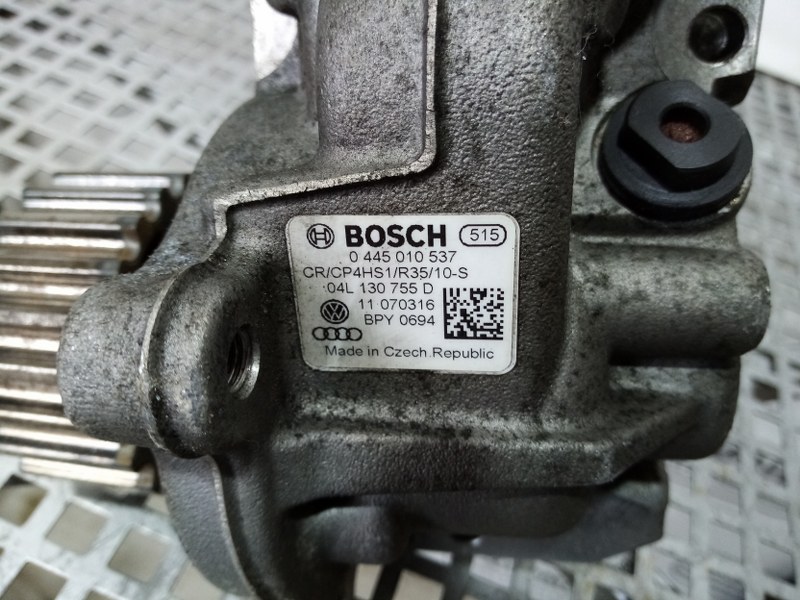 BOSCH 515
0 445 010 537
CR/CP4HS1/R35/10-S
04L 130 755 D
11 070316
BPY 0694
Made in Czech Republic